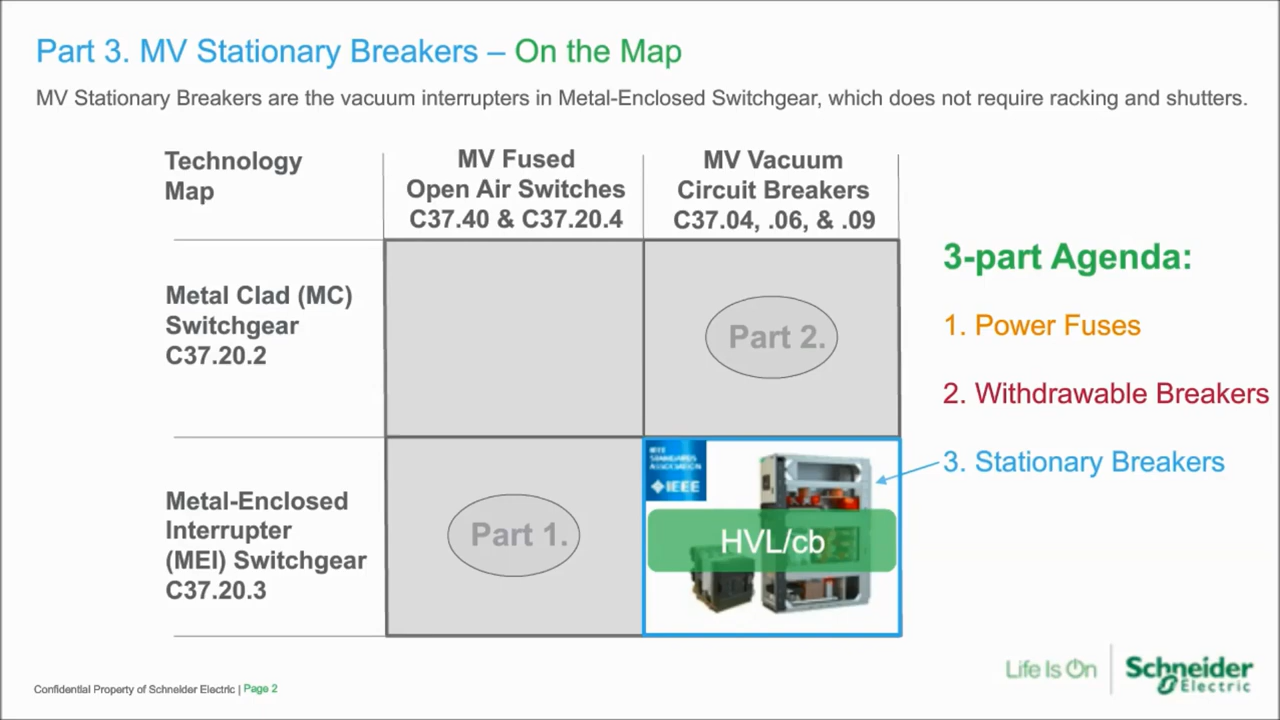 Part 3. MV Stationary Breakers – On the Map
MV Stationary Breakers are the vacuum interrupters in Metal-Enclosed Switchgear, which does not require racking and shutters.
Technology
Map
MV Fused
Open Air Switches
C37.40 & C37.20.4
MV Vacuum
Circuit Breakers
C37.04, .06, & .09
Metal Clad (MC)
Switchgear
C37.20.2
Part 2.
Metal-Enclosed
Interrupter
(MEI) Switchgear
C37.20.3
Part 1.
IEEE
STANDARDS
ASSOCIATION
IEEE
HVL/cb
3-part Agenda:
1. Power Fuses
2. Withdrawable Breakers
3. Stationary Breakers
Confidential Property of Schneider Electric | Page 2
Life Is On
Schneider
Electric